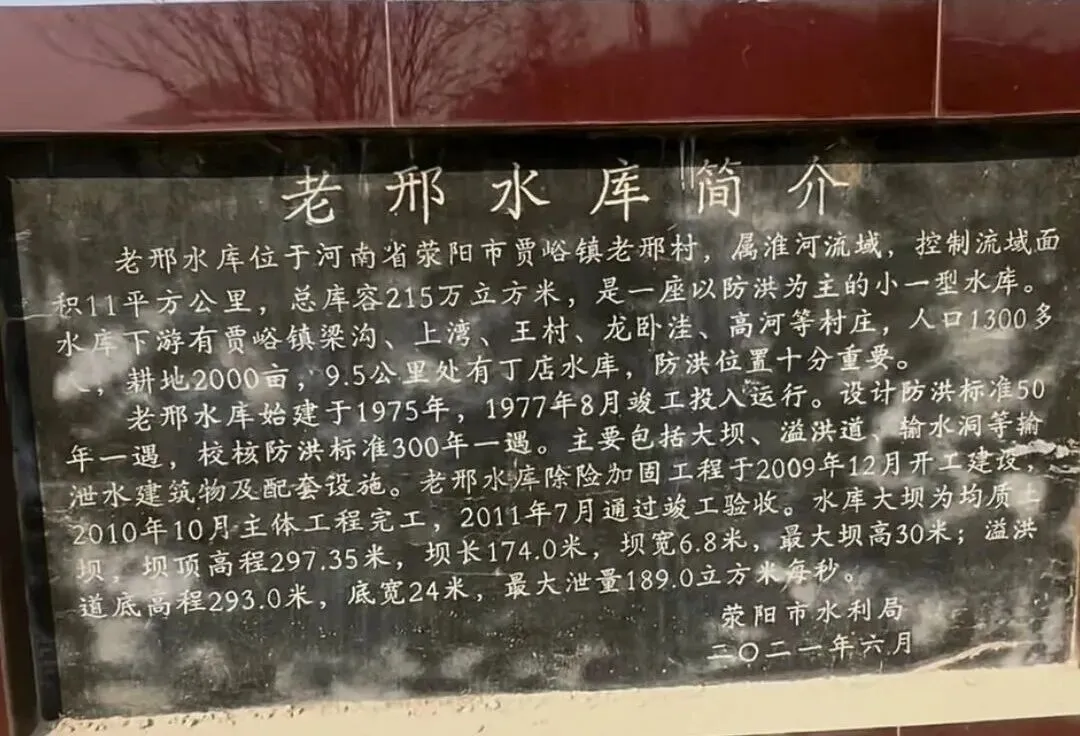 老邢水库简介
老邢水库位于河南省荥阳市贾峪镇老邢村，属淮河流域，控制流域面
积11平方公里，总库容215万立方米，是一座以防洪为主的小一型水库。
水库下游有贾峪镇梁沟、上湾、王村、龙卧洼、高河等村庄，人口1300多
人，耕地2000亩，9.5公里处有丁店水库，防洪位置十分重要。
老邢水库始建于1975年，1977年8月竣工投入运行。设计防洪标准50
年一遇，校核防洪标准300年一遇。主要包括大坝、溢洪道、输水洞等输
泄水建筑物及配套设施。老邢水库除险加固工程于2009年12月开工建设，
2010年10月主体工程完工，2011年7月通过竣工验收。水库大坝为均质土
坝，坝顶高程297.35米，坝长174.0米，坝宽6.8米，最大坝高30米；溢洪
道底高程293.0米，底宽24米，最大泄量189.0立方米每秒。
荥阳市水利局
二〇二一年六月